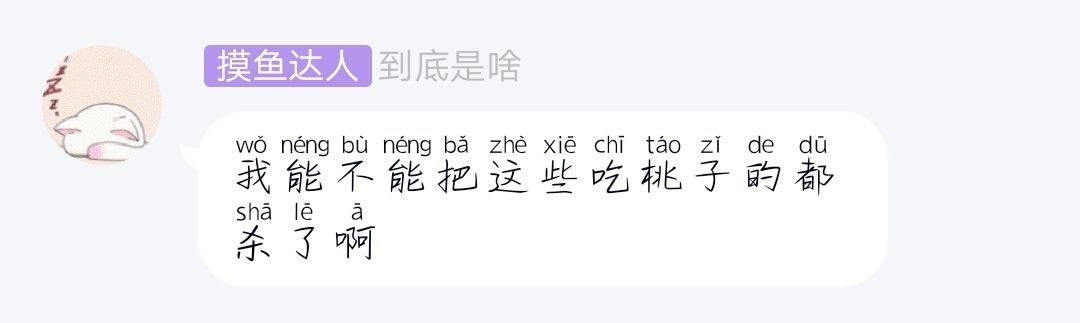 摸鱼达人 到底是啥
wǒ néng bù néng bǎ zhè xiē chī táo zǐ de dū
我能不能把这些吃桃子的都
shā lē ā
杀了啊